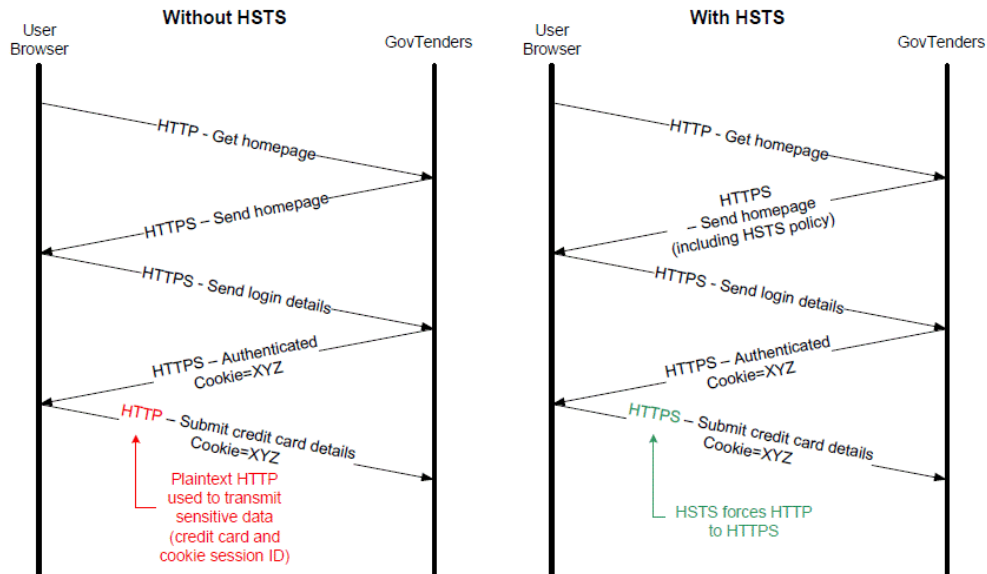 Without HSTS
User
Browser
GovTenders
HTTP - Get homepage
HTTPS – Send homepage
HTTPS - Send login details
HTTPS – Authenticated
Cookie=XYZ
HTTP – Submit credit card details
Cookie=XYZ
Plaintext HTTP
used to transmit
sensitive data
(credit card and
cookie session ID)
With HSTS
User
Browser
GovTenders
HTTP - Get homepage
HTTPS
– Send homepage
(including HSTS policy)
HTTPS - Send login details
HTTPS – Authenticated
Cookie=XYZ
HTTPS – Submit credit card details
Cookie=XYZ
HSTS forces HTTP
to HTTPS